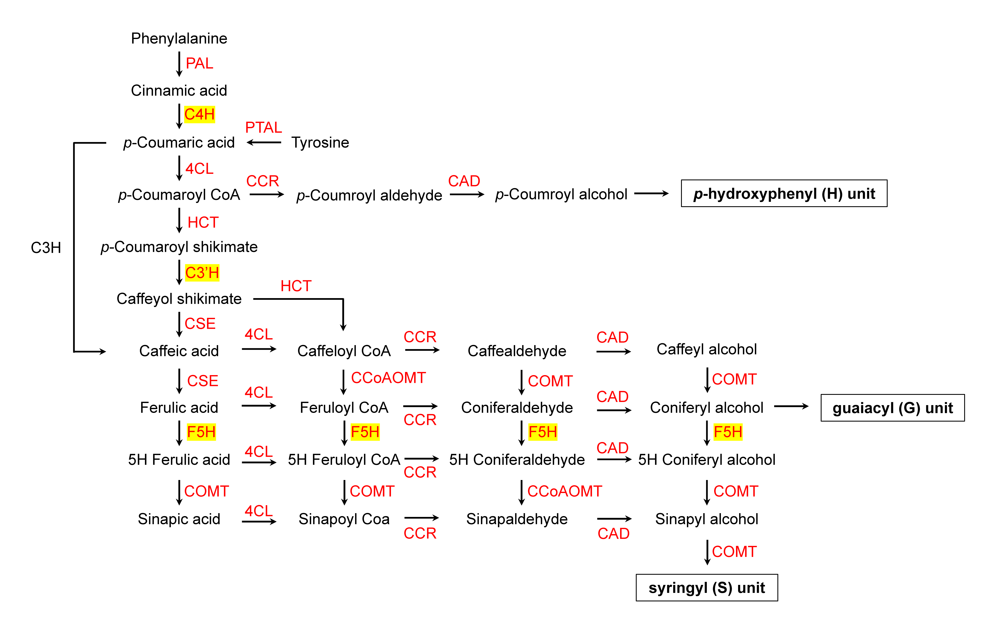 Phenylalanine
PAL
Cinnamic acid
C4H
PTAL
p-Coumaric acid
Tyrosine
4CL
CCR
CAD
p-Coumaroyl CoA
p-Coumroyl aldehyde
p-Coumroyl alcohol
p-hydroxyphenyl (H) unit
HCT
C3H
p-Coumaroyl shikimate
C3’H
HCT
Caffeyol shikimate
CSE
4CL
CCR
CAD
Caffeic acid
Caffeloyl CoA
Caffealdehyde
Caffeyl alcohol
CSE
CCoAOMT
COMT
COMT
4CL
CAD
Ferulic acid
Feruloyl CoA
CCR
Coniferaldehyde
Coniferyl alcohol
guaiacyl (G) unit
F5H
F5H
F5H
F5H
4CL
CAD
5H Ferulic acid
5H Feruloyl CoA
CCR
5H Coniferaldehyde
5H Coniferyl alcohol
COMT
COMT
CCoAOMT
COMT
4CL
Sinapic acid
Sinapoyl Coa
CCR
Sinapaldehyde
CAD
Sinapyl alcohol
COMT
syringyl (S) unit